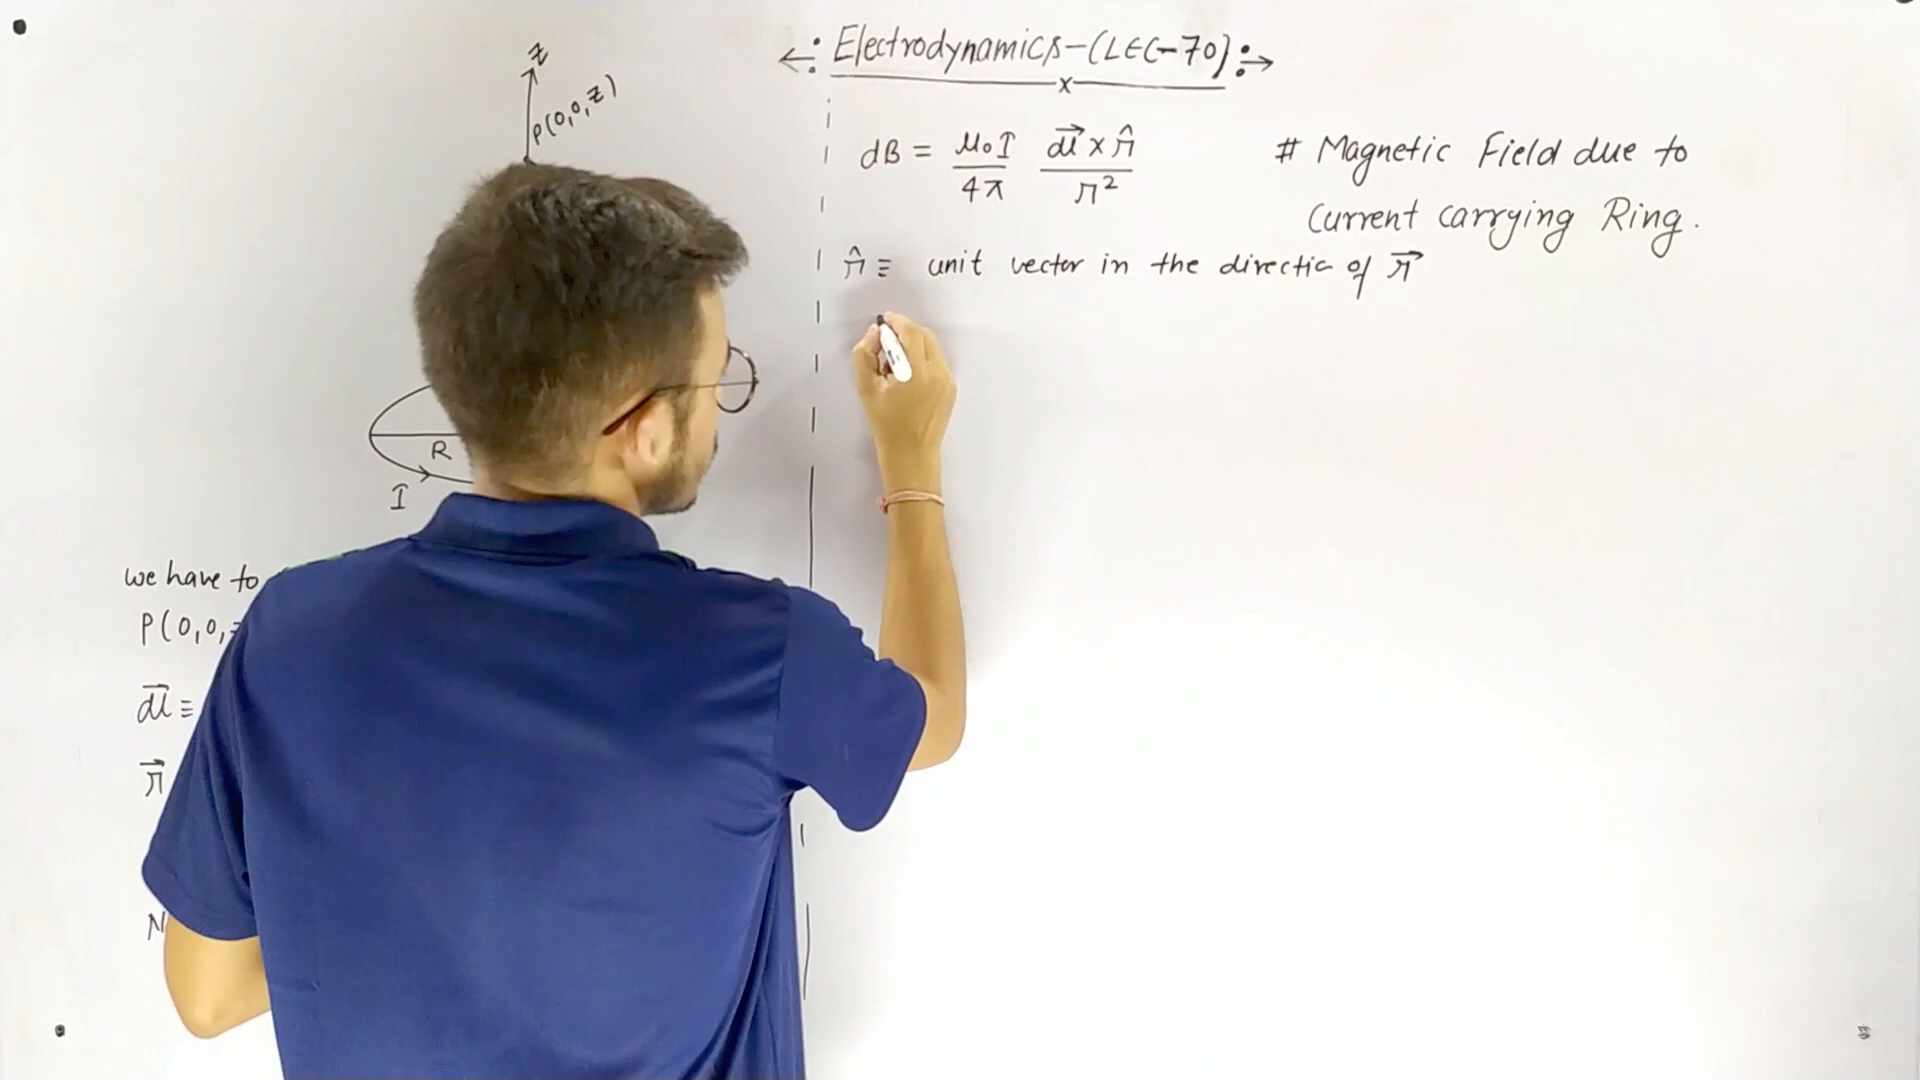 Electrodynamics-(LEC-70)
# Magnetic Field due to
Current carrying Ring.
z
P(0,0,z)
R
I
we have to
P(0,0,
dl⃗ ≡
r⃗
N
dB = μ₀I/4π dl⃗ × r̂/r²
r̂ ≡ unit vector in the directio of r⃗